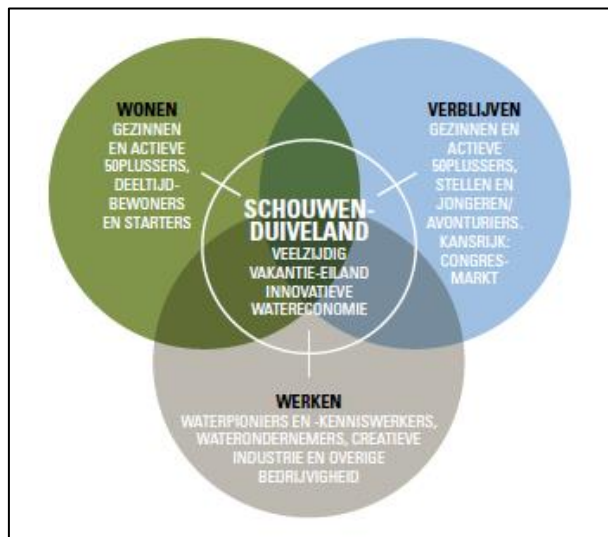 WONEN
GEZINNEN
EN ACTIEVE
50PLUSSERS,
DEELTIJD-
BEWONERS
EN STARTERS
VERBLIJVEN
GEZINNEN EN
ACTIEVE
50PLUSSERS,
STELLEN EN
JONGEREN/
AVONTURIERS.
KANSRIJK:
CONGRES-
MARKT
SCHOUWEN-
DUIVELAND
VEELZIJDIG
VAKANTIE-EILAND
INNOVATIEVE
WATERECONOMIE
WERKEN
WATERPIONIERS EN -KENNISWERKERS,
WATERONDERNEMERS, CREATIEVE
INDUSTRIE EN OVERIGE
BEDRIJVIGHEID